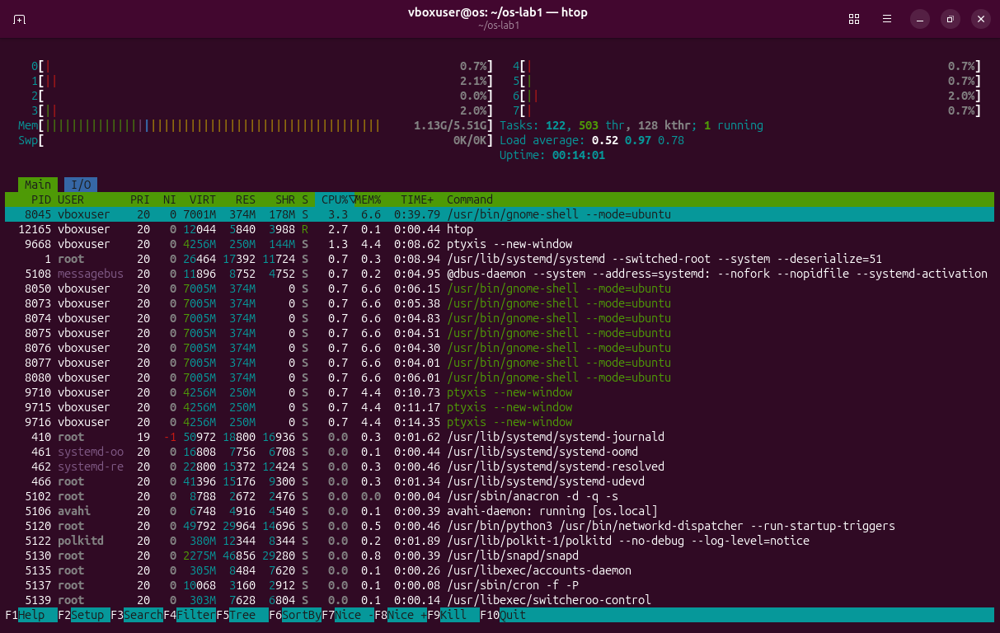 vboxuser@os: ~/os-lab1 — htop
~/os-lab1
0[| 0.7%] 4[| 0.7%]
1[|| 2.1%] 5[| 0.7%]
2[ 0.0%] 6[|| 2.0%]
3[|| 2.0%] 7[| 0.7%]
Mem[||||||||||||||||||||||||||||||||||||||||||||||||||| 1.13G/5.51G] Tasks: 122, 503 thr, 128 kthr; 1 running
Swp[ 0K/0K] Load average: 0.52 0.97 0.78
Uptime: 00:14:01
Main I/O
PID USER PRI NI VIRT RES SHR S CPU%▽MEM% TIME+ Command
8045 vboxuser 20 0 7001M 374M 178M S 3.3 6.6 0:39.79 /usr/bin/gnome-shell --mode=ubuntu
12165 vboxuser 20 0 12044 5840 3988 R 2.7 0.1 0:00.44 htop
9668 vboxuser 20 0 4256M 250M 144M S 1.3 4.4 0:08.62 ptyxis --new-window
1 root 20 0 26464 17392 11724 S 0.7 0.3 0:08.94 /usr/lib/systemd/systemd --switched-root --system --deserialize=51
5108 messagebus 20 0 11896 8752 4752 S 0.7 0.2 0:04.95 @dbus-daemon --system --address=systemd: --nofork --nopidfile --systemd-activation
8050 vboxuser 20 0 7005M 374M 0 S 0.7 6.6 0:06.15 /usr/bin/gnome-shell --mode=ubuntu
8073 vboxuser 20 0 7005M 374M 0 S 0.7 6.6 0:05.38 /usr/bin/gnome-shell --mode=ubuntu
8074 vboxuser 20 0 7005M 374M 0 S 0.7 6.6 0:04.83 /usr/bin/gnome-shell --mode=ubuntu
8075 vboxuser 20 0 7005M 374M 0 S 0.7 6.6 0:04.51 /usr/bin/gnome-shell --mode=ubuntu
8076 vboxuser 20 0 7005M 374M 0 S 0.7 6.6 0:04.30 /usr/bin/gnome-shell --mode=ubuntu
8077 vboxuser 20 0 7005M 374M 0 S 0.7 6.6 0:04.01 /usr/bin/gnome-shell --mode=ubuntu
8080 vboxuser 20 0 7005M 374M 0 S 0.7 6.6 0:06.01 /usr/bin/gnome-shell --mode=ubuntu
9710 vboxuser 20 0 4256M 250M 0 S 0.7 4.4 0:10.73 ptyxis --new-window
9715 vboxuser 20 0 4256M 250M 0 S 0.7 4.4 0:11.17 ptyxis --new-window
9716 vboxuser 20 0 4256M 250M 0 S 0.7 4.4 0:14.35 ptyxis --new-window
410 root 19 -1 50972 18800 16936 S 0.0 0.3 0:01.62 /usr/lib/systemd/systemd-journald
461 systemd-oo 20 0 16808 7756 6708 S 0.0 0.1 0:00.44 /usr/lib/systemd/systemd-oomd
462 systemd-re 20 0 22800 15372 12424 S 0.0 0.3 0:00.46 /usr/lib/systemd/systemd-resolved
466 root 20 0 41396 15176 9300 S 0.0 0.3 0:01.34 /usr/lib/systemd/systemd-udevd
5102 root 20 0 8788 2672 2476 S 0.0 0.0 0:00.04 /usr/sbin/anacron -d -q -s
5106 avahi 20 0 6748 4916 4540 S 0.0 0.1 0:00.39 avahi-daemon: running [os.local]
5120 root 20 0 49792 29964 14696 S 0.0 0.5 0:00.46 /usr/bin/python3 /usr/bin/networkd-dispatcher --run-startup-triggers
5122 polkitd 20 0 380M 12344 8344 S 0.0 0.2 0:01.89 /usr/lib/polkit-1/polkitd --no-debug --log-level=notice
5130 root 20 0 2275M 46856 29280 S 0.0 0.8 0:00.39 /usr/lib/snapd/snapd
5135 root 20 0 305M 8484 7620 S 0.0 0.1 0:00.26 /usr/libexec/accounts-daemon
5137 root 20 0 10068 3160 2912 S 0.0 0.1 0:00.08 /usr/sbin/cron -f -P
5139 root 20 0 303M 7628 6804 S 0.0 0.1 0:00.14 /usr/libexec/switcheroo-control
F1Help F2Setup F3SearchF4FilterF5Tree F6SortByF7Nice -F8Nice +F9Kill F10Quit